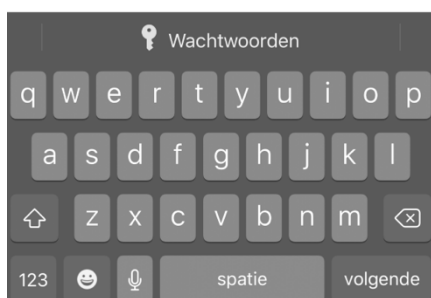 Wachtwoorden
q w e r t y u i o p
a s d f g h j k l
z x c v b n m
123 spatie volgende